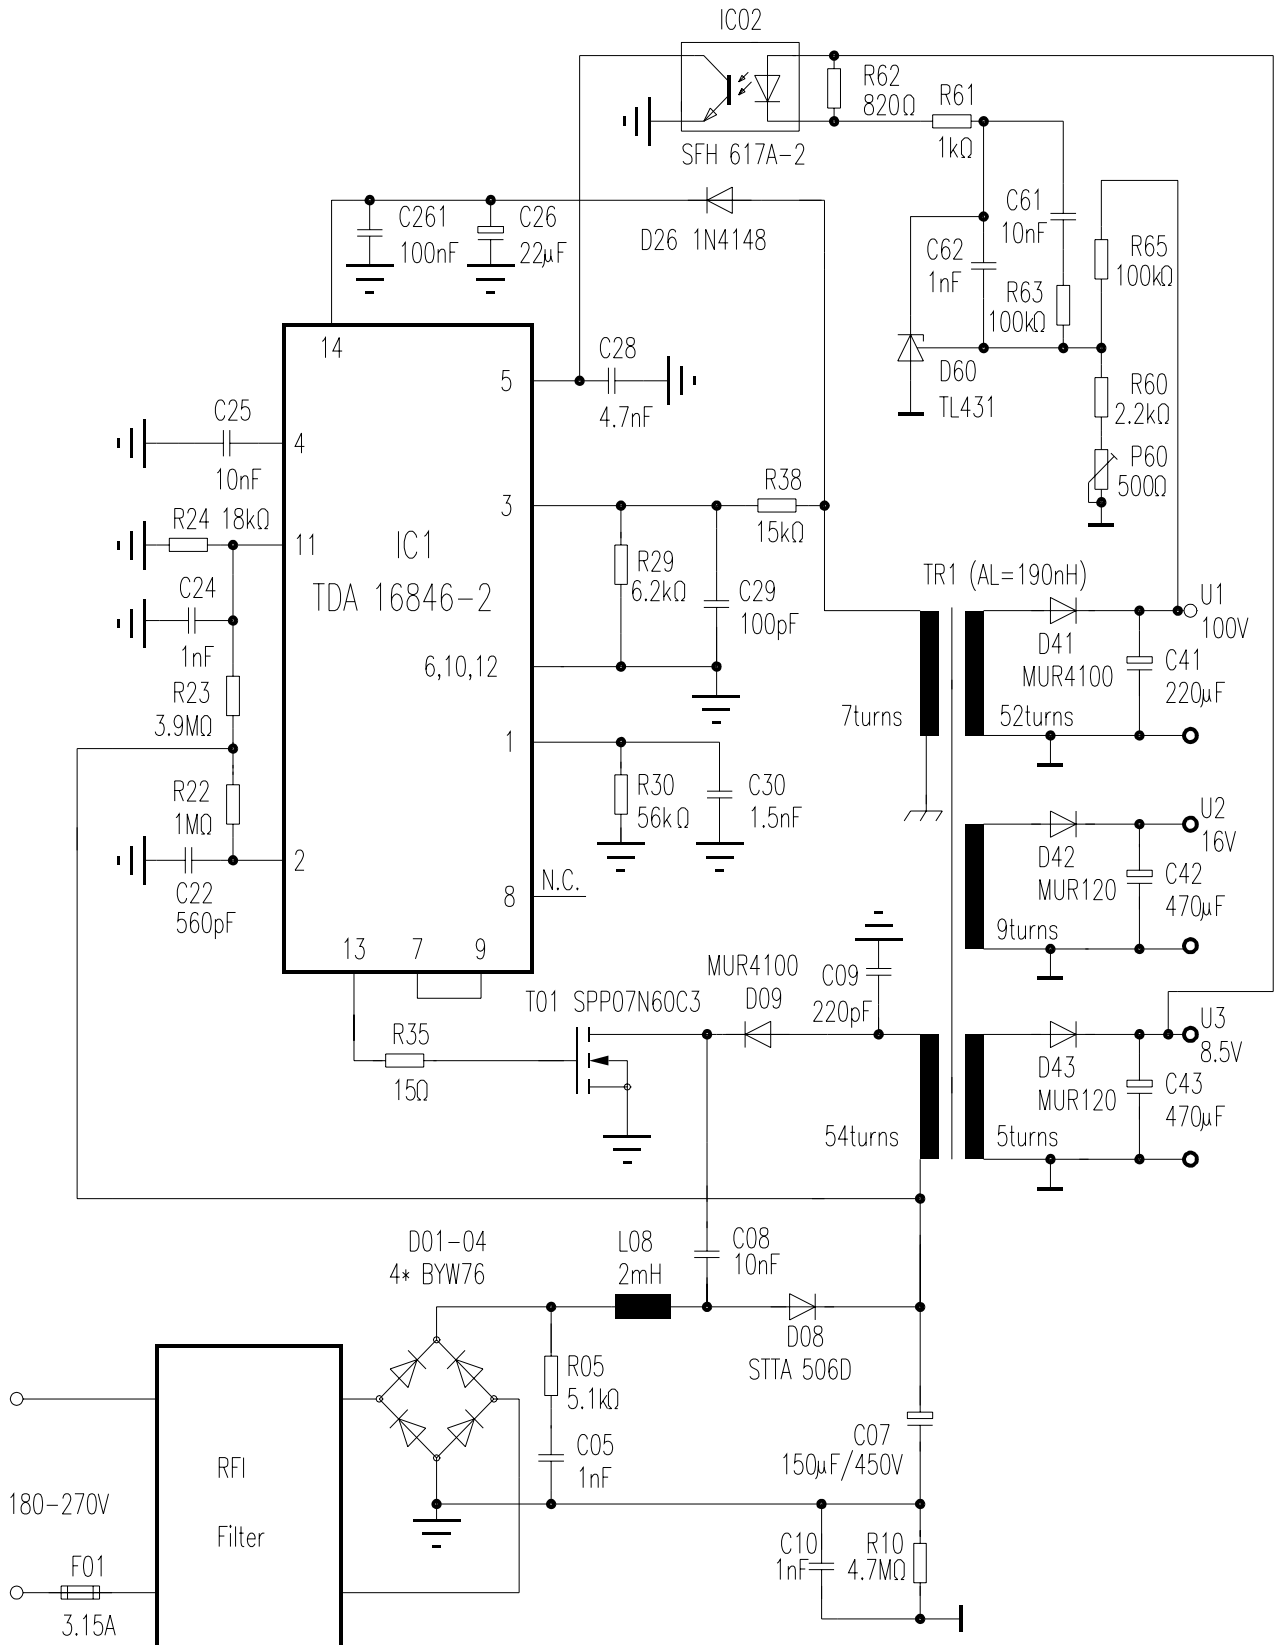 IC02
R62
820Ω
R61
1kΩ
SFH 617A-2
C261
100nF
C26
22µF
D26 1N4148
C61
10nF
C62
1nF
R63
100kΩ
R65
100kΩ
D60
TL431
R60
2.2kΩ
P60
500Ω
14
5
C28
4.7nF
C25
10nF
4
R24 18kΩ
11
C24
1nF
IC1
TDA 16846-2
3
R38
15kΩ
R29
6.2kΩ
C29
100pF
6,10,12
R23
3.9MΩ
R22
1MΩ
2
C22
560pF
1
R30
56kΩ
C30
1.5nF
8
N.C.
13
7
9
TR1 (AL=190nH)
7turns
52turns
D41
MUR4100
U1
100V
C41
220µF
U2
16V
D42
MUR120
C42
470µF
9turns
MUR4100
D09
C09
220pF
T01 SPP07N60C3
R35
15Ω
54turns
U3
8.5V
D43
MUR120
C43
470µF
5turns
D01-04
4* BYW76
L08
2mH
C08
10nF
D08
STTA 506D
R05
5.1kΩ
C05
1nF
C07
150µF/450V
C10
1nF
R10
4.7MΩ
RFI
Filter
180-270V
F01
3.15A